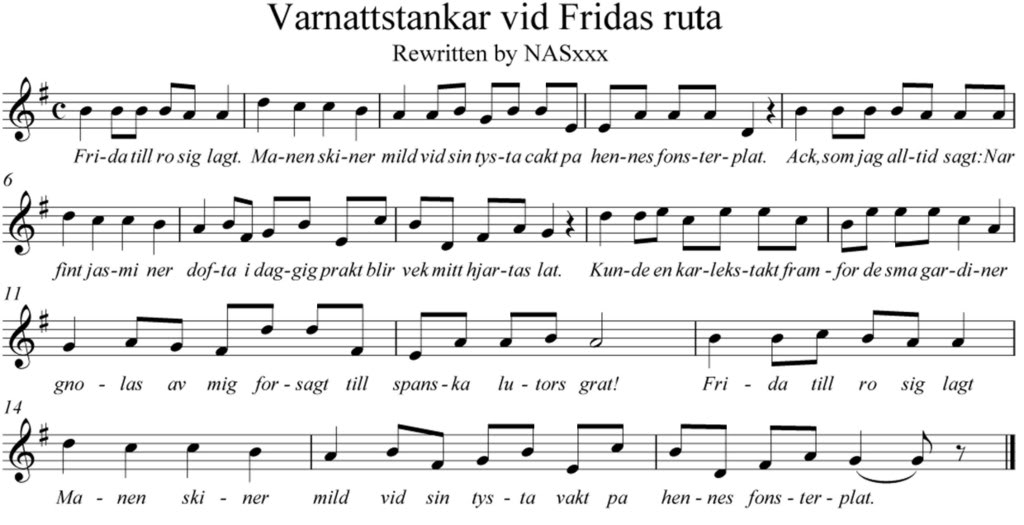 Varnattstankar vid Fridas ruta
Rewritten by NASxxx
Fri-da till ro sig lagt. Ma-nen ski-ner mild vid sin tys-ta cakt pa hen-nes fons-ter-plat. Ack, som jag all-tid sagt: Nar
6
fint jas-mi ner dof-ta i dag-gig prakt blir vek mitt hjar-tas lat. Kun-de en kar-leks-takt fram-for de sma gar-di-ner
11
gno-las av mig for-sagt till spans-ka lu-tors grat! Fri-da till ro sig lagt
14
Ma-nen ski-ner mild vid sin tys-ta vakt pa hen-nes fons-ter-plat.